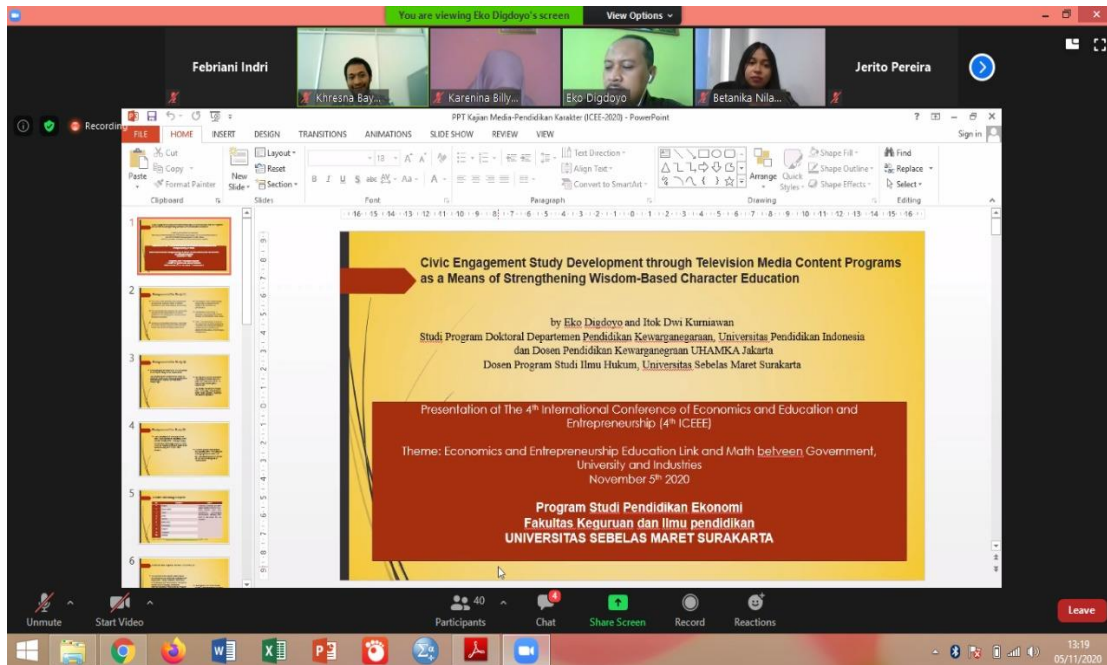 You are viewing Eko Digdoyo's screen View Options
Febriani Indri
Khresna Bay...
Karenina Billy...
Eko Digdoyo
Betanika Nila...
Jerito Pereira
Recording
PPT Kajian Media-Pendidikan Karakter (ICEE-2020) - PowerPoint
FILE HOME INSERT DESIGN TRANSITIONS ANIMATIONS SLIDE SHOW REVIEW VIEW Sign in
Paste
Cut
Copy
Format Painter
Clipboard
New Slide
Layout
Reset
Section
Slides
18
Font
Paragraph
Text Direction
Align Text
Convert to SmartArt
Arrange
Quick Styles
Shape Fill
Shape Outline
Shape Effects
Drawing
Find
Replace
Select
Editing
1
2
3
4
5
6
Civic Engagement Study Development through Television Media Content Programs
as a Means of Strengthening Wisdom-Based Character Education
by Eko Digdoyo and Itok Dwi Kurniawan
Studi Program Doktoral Departemen Pendidikan Kewarganegaraan, Universitas Pendidikan Indonesia
dan Dosen Pendidikan Kewarganegraan UHAMKA Jakarta
Dosen Program Studi Ilmu Hukum, Universitas Sebelas Maret Surakarta
Presentation at The 4th International Conference of Economics and Education and
Entrepreneurship (4th ICEEE)
Theme: Economics and Entrepreneurship Education Link and Math betveen Government,
University and Industries
November 5th 2020
Program Studi Pendidikan Ekonomi
Fakultas Keguruan dan Ilmu pendidikan
UNIVERSITAS SEBELAS MARET SURAKARTA
Unmute
Start Video
40
Participants
4
Chat
Share Screen
Record
Reactions
Leave
13:19
05/11/2020